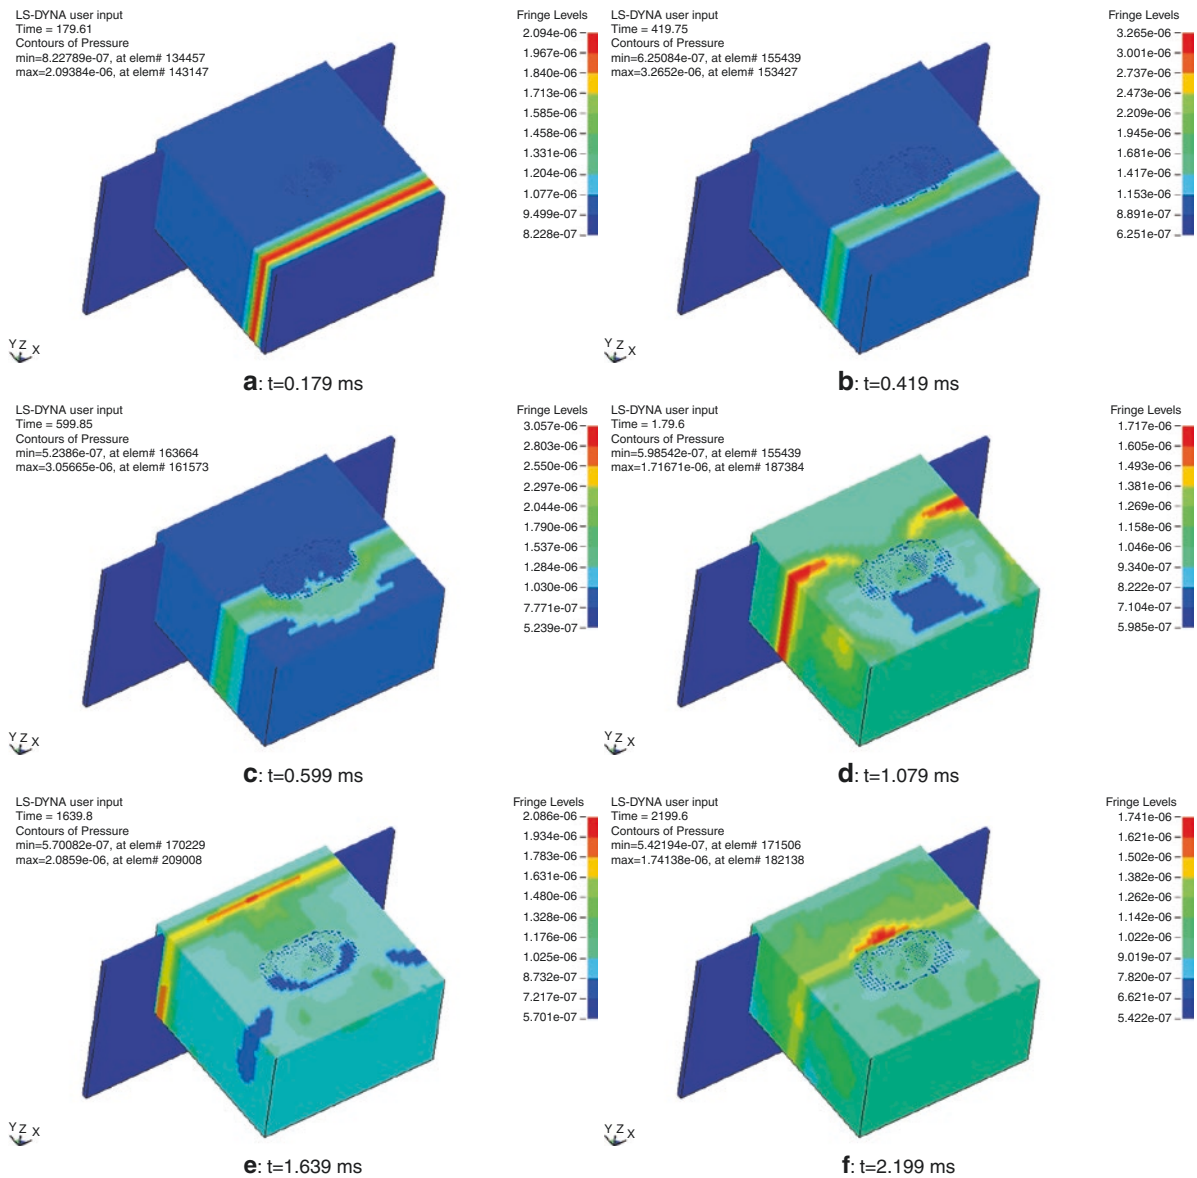 LS-DYNA user input
Time = 179.61
Contours of Pressure
min=8.22789e-07, at elem# 134457
max=2.09384e-06, at elem# 143147
Fringe Levels
2.094e-06
1.967e-06
1.840e-06
1.713e-06
1.585e-06
1.458e-06
1.331e-06
1.204e-06
1.077e-06
9.499e-07
8.228e-07
Y Z X
a: t=0.179 ms
LS-DYNA user input
Time = 419.75
Contours of Pressure
min=6.25084e-07, at elem# 155439
max=3.2652e-06, at elem# 153427
Fringe Levels
3.265e-06
3.001e-06
2.737e-06
2.473e-06
2.209e-06
1.945e-06
1.681e-06
1.417e-06
1.153e-06
8.891e-07
6.251e-07
Y Z X
b: t=0.419 ms
LS-DYNA user input
Time = 599.85
Contours of Pressure
min=5.2386e-07, at elem# 163664
max=3.05665e-06, at elem# 161573
Fringe Levels
3.057e-06
2.803e-06
2.550e-06
2.297e-06
2.044e-06
1.790e-06
1.537e-06
1.284e-06
1.030e-06
7.771e-07
5.239e-07
Y Z X
c: t=0.599 ms
LS-DYNA user input
Time = 1.79.6
Contours of Pressure
min=5.98542e-07, at elem# 155439
max=1.71671e-06, at elem# 187384
Fringe Levels
1.717e-06
1.605e-06
1.493e-06
1.381e-06
1.269e-06
1.158e-06
1.046e-06
9.340e-07
8.222e-07
7.104e-07
5.985e-07
Y Z X
d: t=1.079 ms
LS-DYNA user input
Time = 1639.8
Contours of Pressure
min=5.70082e-07, at elem# 170229
max=2.0859e-06, at elem# 209008
Fringe Levels
2.086e-06
1.934e-06
1.783e-06
1.631e-06
1.480e-06
1.328e-06
1.176e-06
1.025e-06
8.732e-07
7.217e-07
5.701e-07
Y Z X
e: t=1.639 ms
LS-DYNA user input
Time = 2199.6
Contours of Pressure
min=5.42194e-07, at elem# 171506
max=1.74138e-06, at elem# 182138
Fringe Levels
1.741e-06
1.621e-06
1.502e-06
1.382e-06
1.262e-06
1.142e-06
1.022e-06
9.019e-07
7.820e-07
6.621e-07
5.422e-07
Y Z X
f: t=2.199 ms